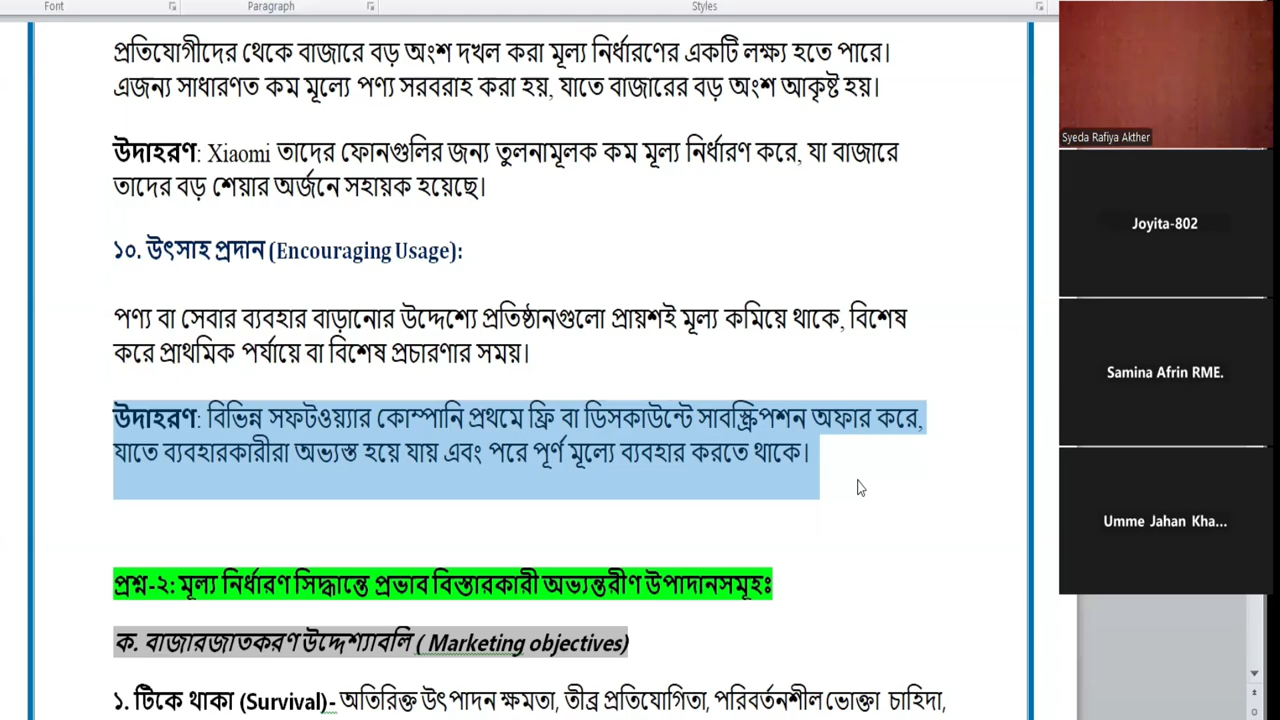 Font Paragraph Styles
প্রতিযোগীদের থেকে বাজারে বড় অংশ দখল করা মূল্য নির্ধারণের একটি লক্ষ্য হতে পারে।
এজন্য সাধারণত কম মূল্যে পণ্য সরবরাহ করা হয়, যাতে বাজারের বড় অংশ আকৃষ্ট হয়।
উদাহরণ: Xiaomi তাদের ফোনগুলির জন্য তুলনামূলক কম মূল্য নির্ধারণ করে, যা বাজারে
তাদের বড় শেয়ার অর্জনে সহায়ক হয়েছে।
১০. উৎসাহ প্রদান (Encouraging Usage):
পণ্য বা সেবার ব্যবহার বাড়ানোর উদ্দেশ্যে প্রতিষ্ঠানগুলো প্রায়শই মূল্য কমিয়ে থাকে, বিশেষ
করে প্রাথমিক পর্যায়ে বা বিশেষ প্রচারণার সময়।
উদাহরণ: বিভিন্ন সফটওয়্যার কোম্পানি প্রথমে ফ্রি বা ডিসকাউন্টে সাবস্ক্রিপশন অফার করে,
যাতে ব্যবহারকারীরা অভ্যস্ত হয়ে যায় এবং পরে পূর্ণ মূল্যে ব্যবহার করতে থাকে।
প্রশ্ন-২: মূল্য নির্ধারণ সিদ্ধান্তে প্রভাব বিস্তারকারী অভ্যন্তরীণ উপাদানসমূহঃ
ক. বাজারজাতকরণ উদ্দেশ্যাবলি ( Marketing objectives)
১. টিকে থাকা (Survival)- অতিরিক্ত উৎপাদন ক্ষমতা, তীব্র প্রতিযোগিতা, পরিবর্তনশীল ভোক্তা চাহিদা,
Syeda Rafiya Akther
Joyita-802
Samina Afrin RME.
Umme Jahan Kha...